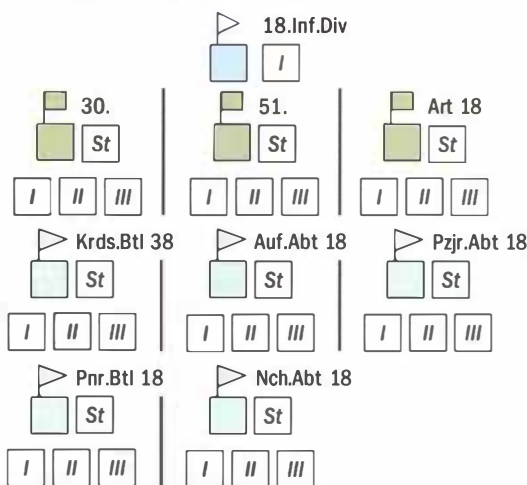 18.Inf.Div
I
30. 51. Art 18
St St St
I II III I II III I II III
Krds.Btl 38 Auf.Abt 18 Pzjr.Abt 18
St St St
I II III I II III I II III
Pnr.Btl 18 Nch.Abt 18
St St
I II III I II III